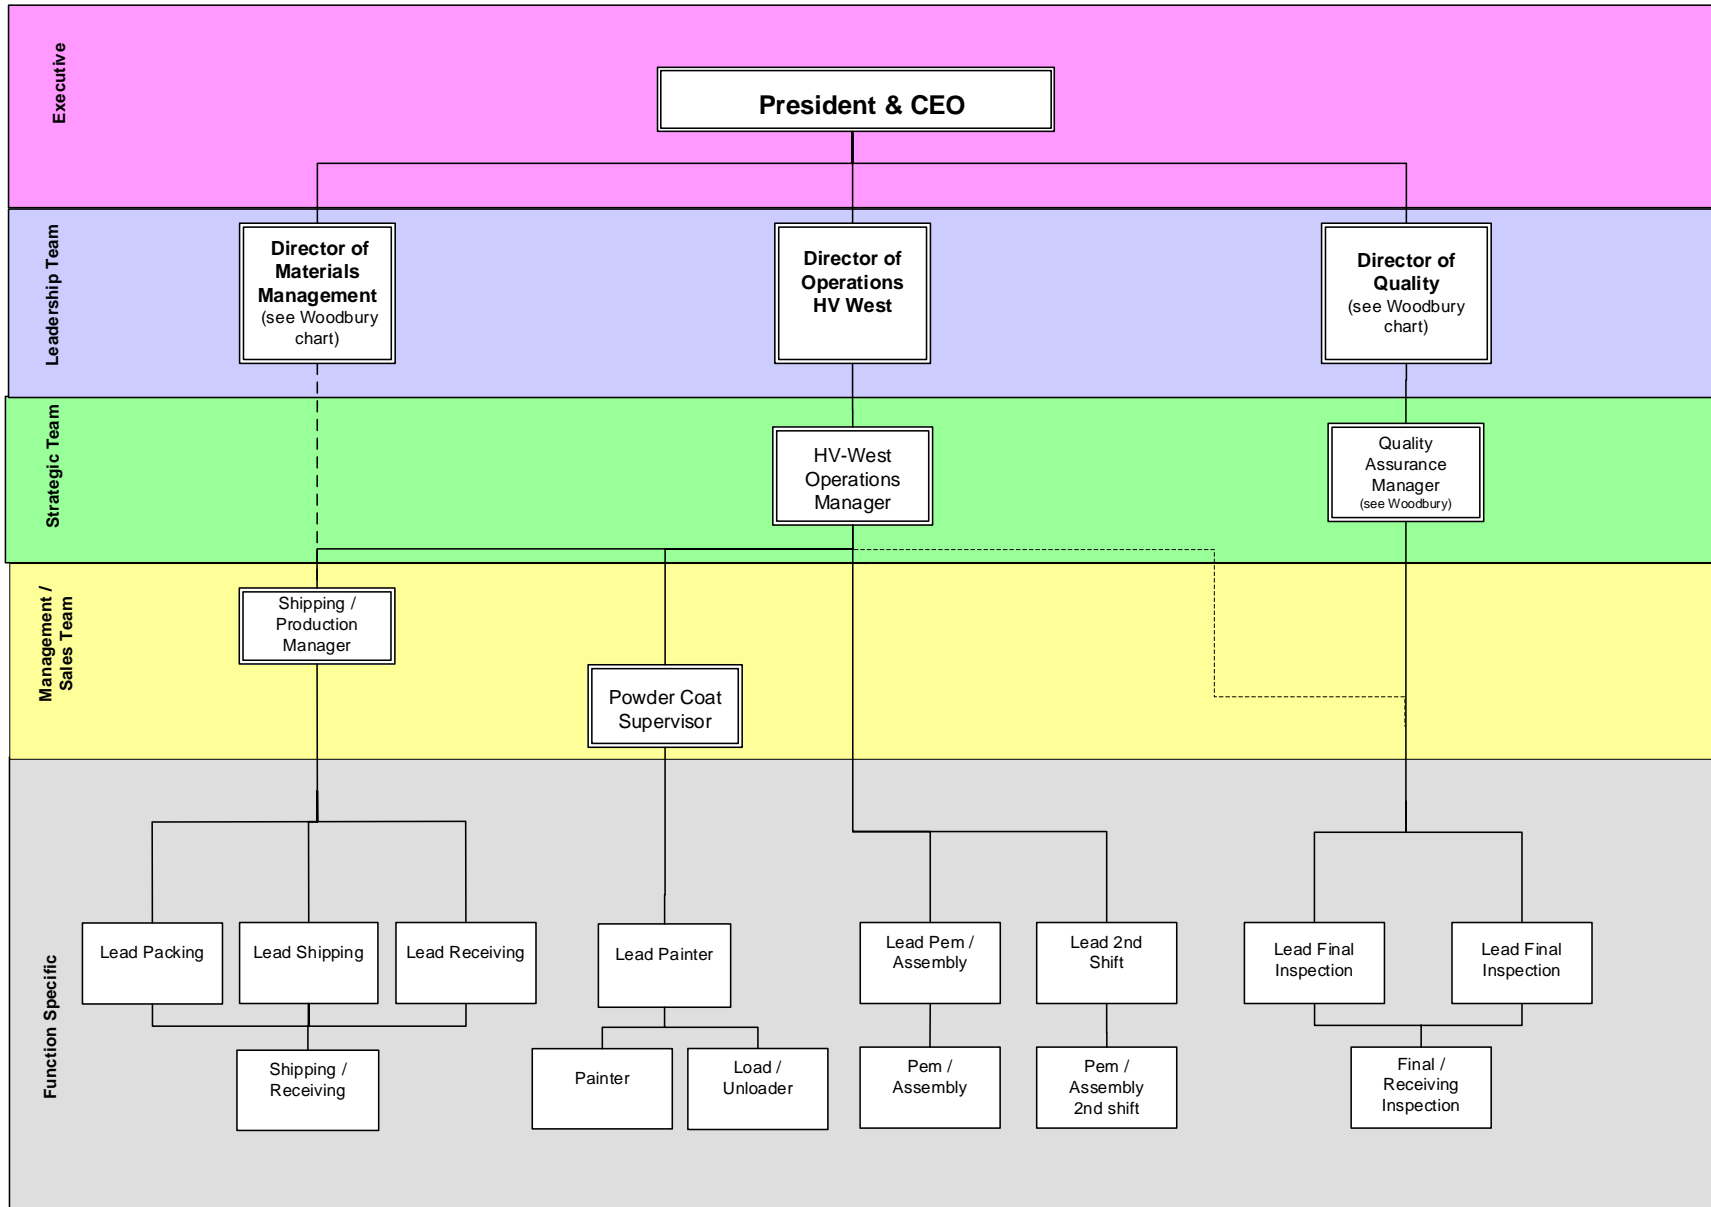 Executive
President & CEO
Leadership Team
Director of
Materials
Management
(see Woodbury
chart)
Director of
Operations
HV West
Director of
Quality
(see Woodbury
chart)
Strategic Team
HV-West
Operations
Manager
Quality
Assurance
Manager
(see Woodbury)
Management /
Sales Team
Shipping /
Production
Manager
Powder Coat
Supervisor
Function Specific
Lead Packing
Lead Shipping
Lead Receiving
Lead Painter
Lead Pem /
Assembly
Lead 2nd
Shift
Lead Final
Inspection
Lead Final
Inspection
Shipping /
Receiving
Painter
Load /
Unloader
Pem /
Assembly
Pem /
Assembly
2nd shift
Final /
Receiving
Inspection